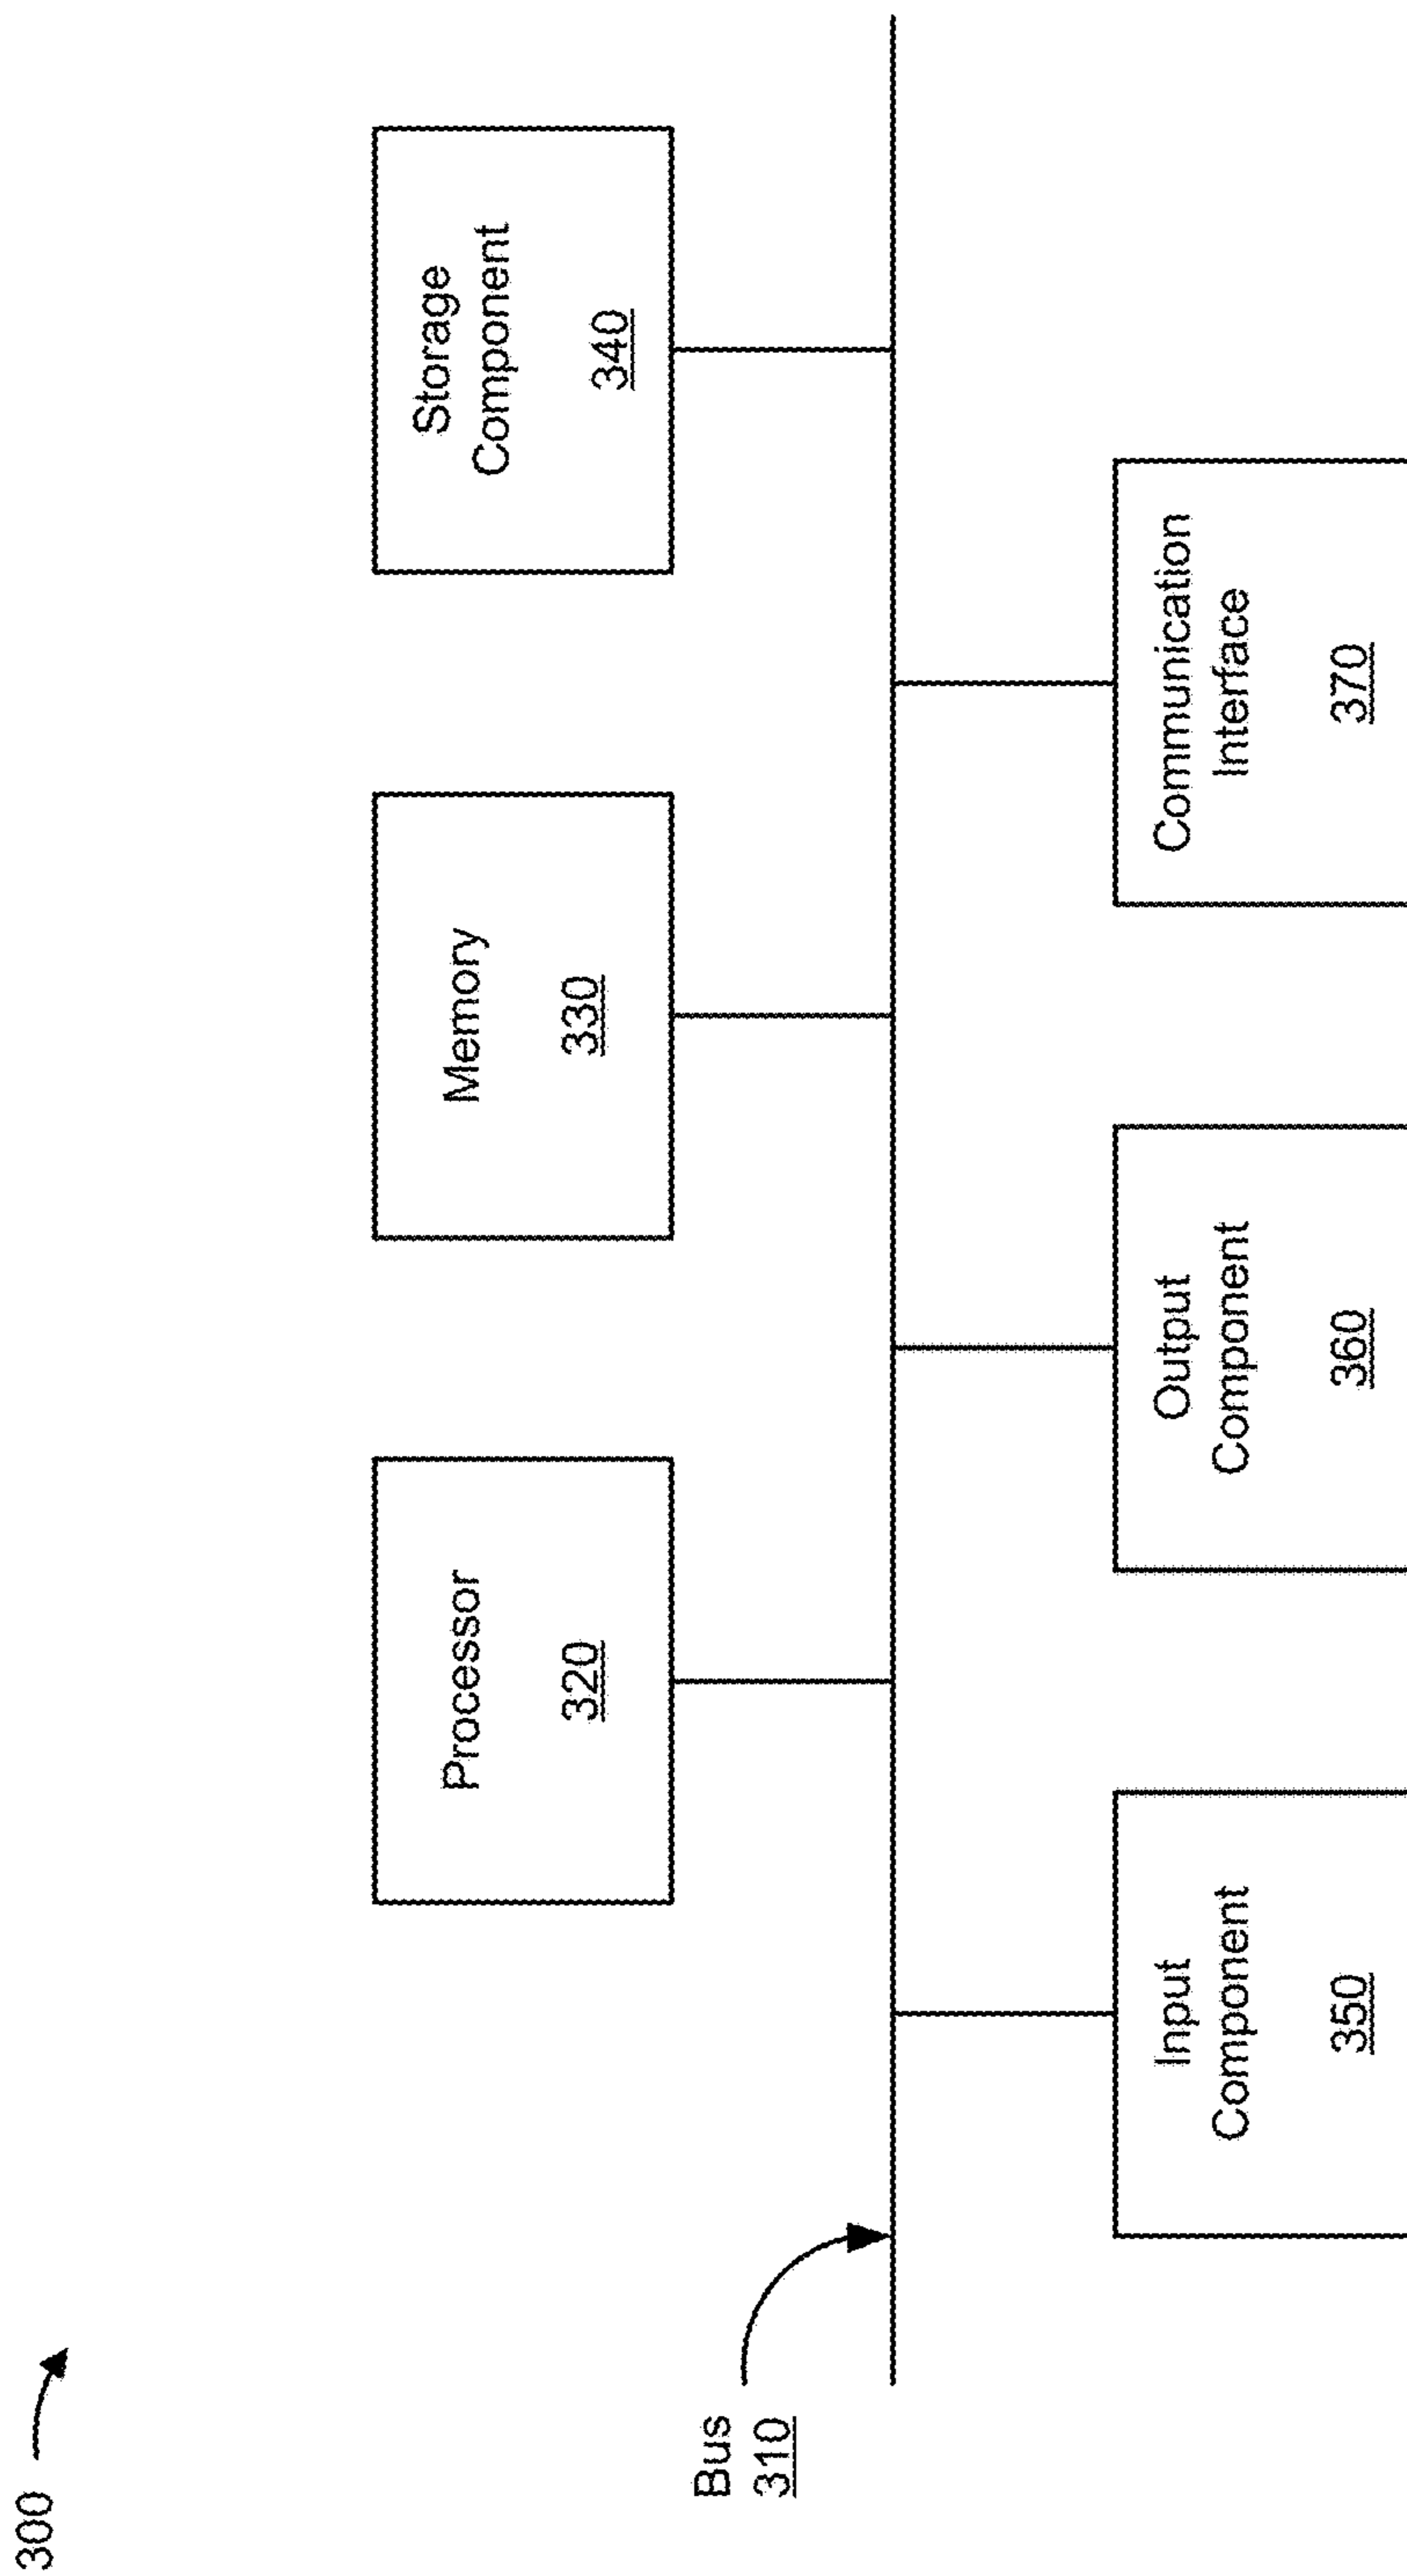 300
Processor
320
Memory
330
Storage
Component
340
Bus
310
Input
Component
350
Output
Component
360
Communication
Interface
370